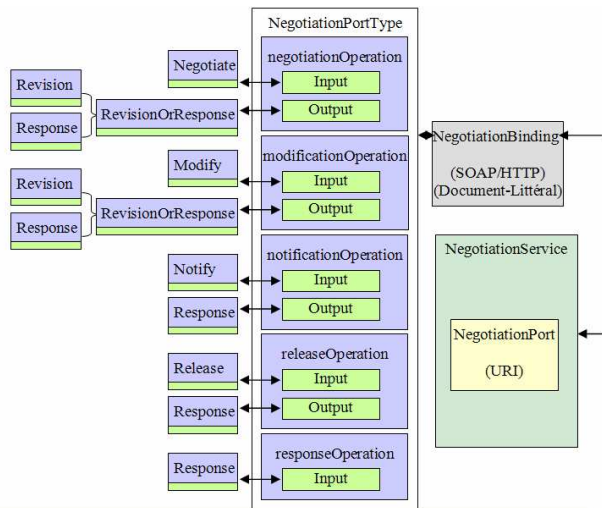 NegotiationPortType
negotiationOperation
Negotiate
Input
Revision
RevisionOrResponse
Output
Response
modificationOperation
Modify
Input
Revision
RevisionOrResponse
Output
Response
notificationOperation
Notify
Input
Response
Output
releaseOperation
Release
Input
Response
Output
responseOperation
Response
Input
NegotiationBinding
(SOAP/HTTP)
(Document-Littéral)
NegotiationService
NegotiationPort
(URI)